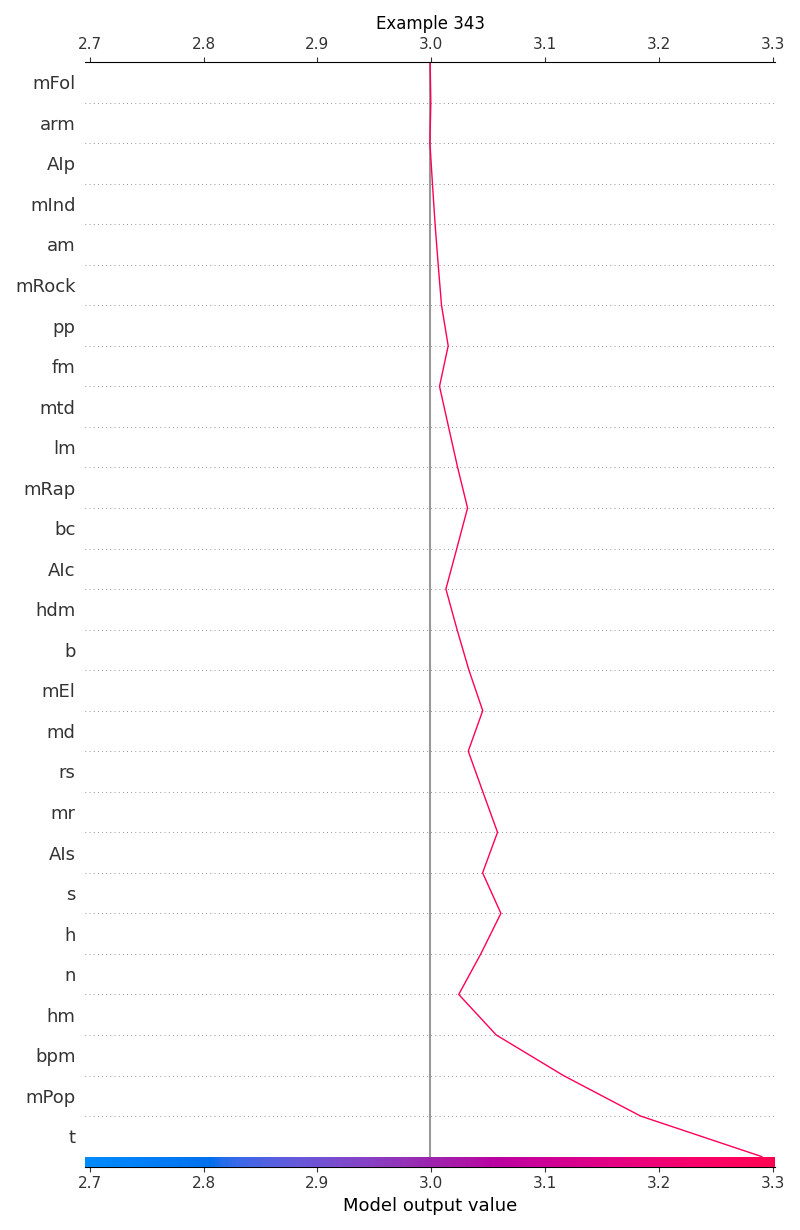 Example 343
2.7 2.8 2.9 3.0 3.1 3.2 3.3
mFol
arm
AIp
mInd
am
mRock
pp
fm
mtd
lm
mRap
bc
AIc
hdm
b
mEl
md
rs
mr
AIs
s
h
n
hm
bpm
mPop
t
2.7 2.8 2.9 3.0 3.1 3.2 3.3
Model output value